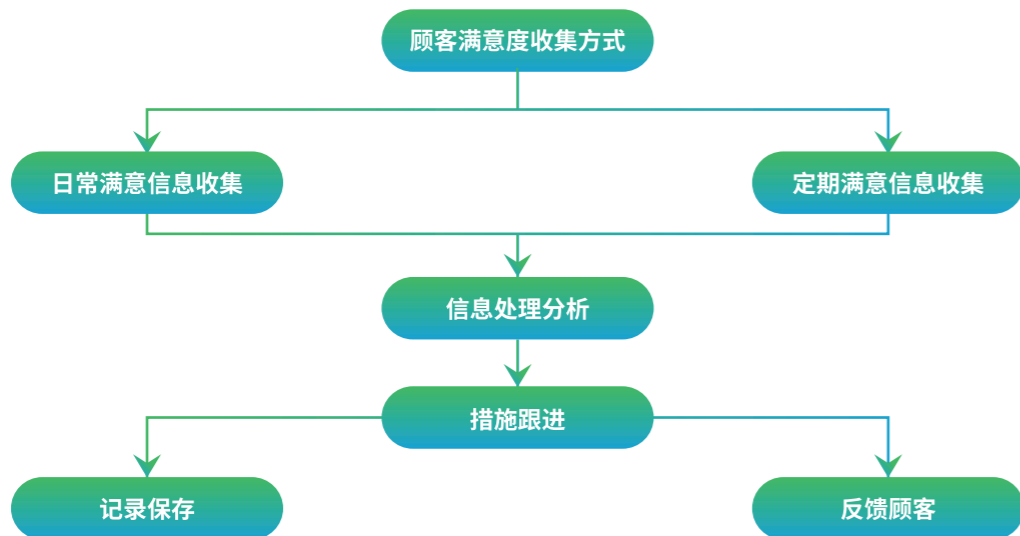 顾客满意度收集方式
日常满意信息收集
定期满意信息收集
信息处理分析
措施跟进
记录保存
反馈顾客